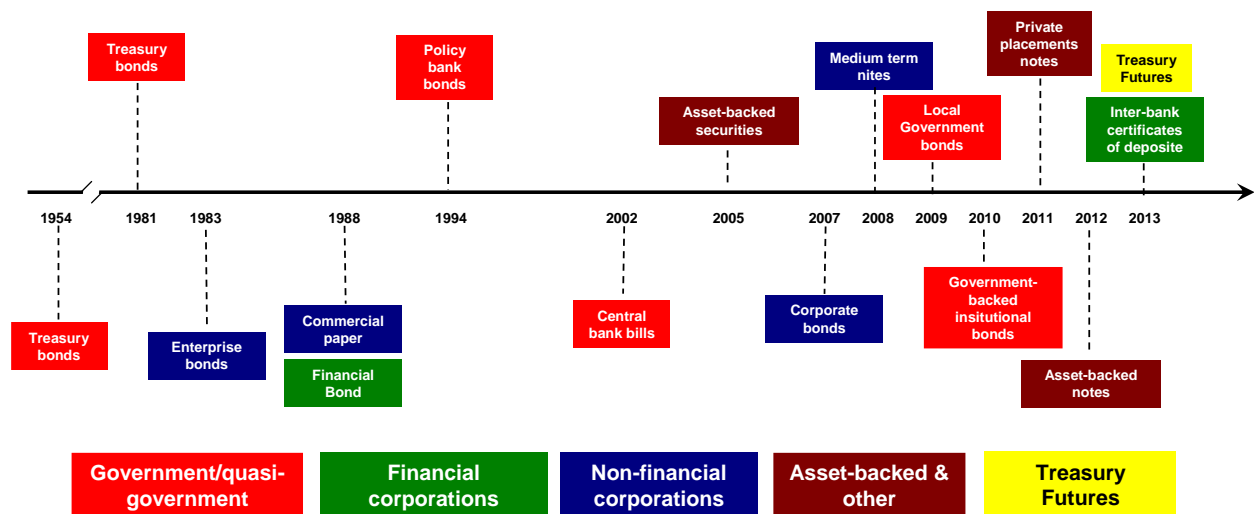 Treasury
bonds
Policy
bank
bonds
Asset-backed
securities
Medium term
nites
Local
Government
bonds
Private
placements
notes
Treasury
Futures
Inter-bank
certificates
of deposite
1954
1981
1983
1988
1994
2002
2005
2007
2008
2009
2010
2011
2012
2013
Treasury
bonds
Enterprise
bonds
Commercial
paper
Financial
Bond
Central
bank bills
Corporate
bonds
Government-
backed
insitutional
bonds
Asset-backed
notes
Government/quasi-
government
Financial
corporations
Non-financial
corporations
Asset-backed &
other
Treasury
Futures